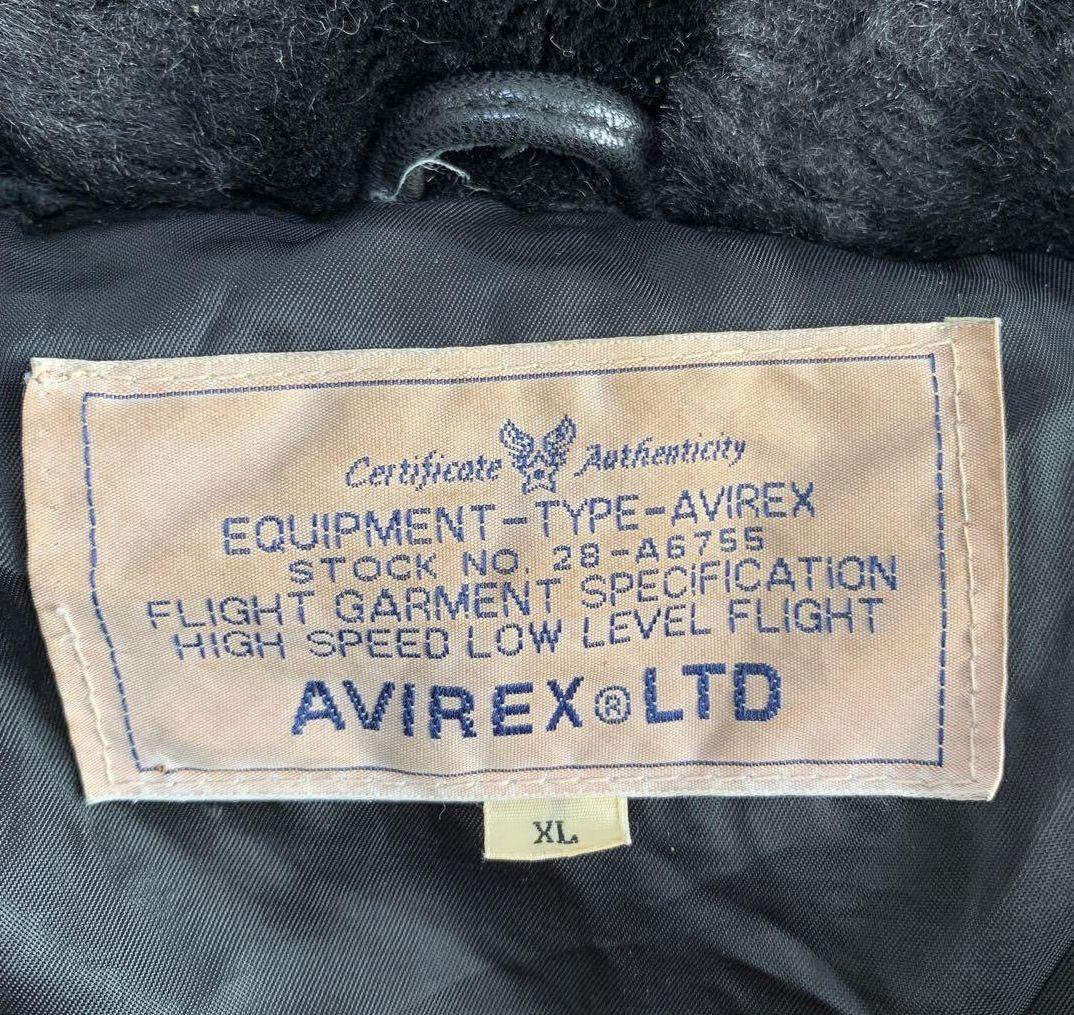 Certificate Authenticity
EQUIPMENT-TYPE-AVIREX
STOCK NO. 28-A6755
FLIGHT GARMENT SPECIFICATION
HIGH SPEED LOW LEVEL FLIGHT
AVIREX®LTD
XL